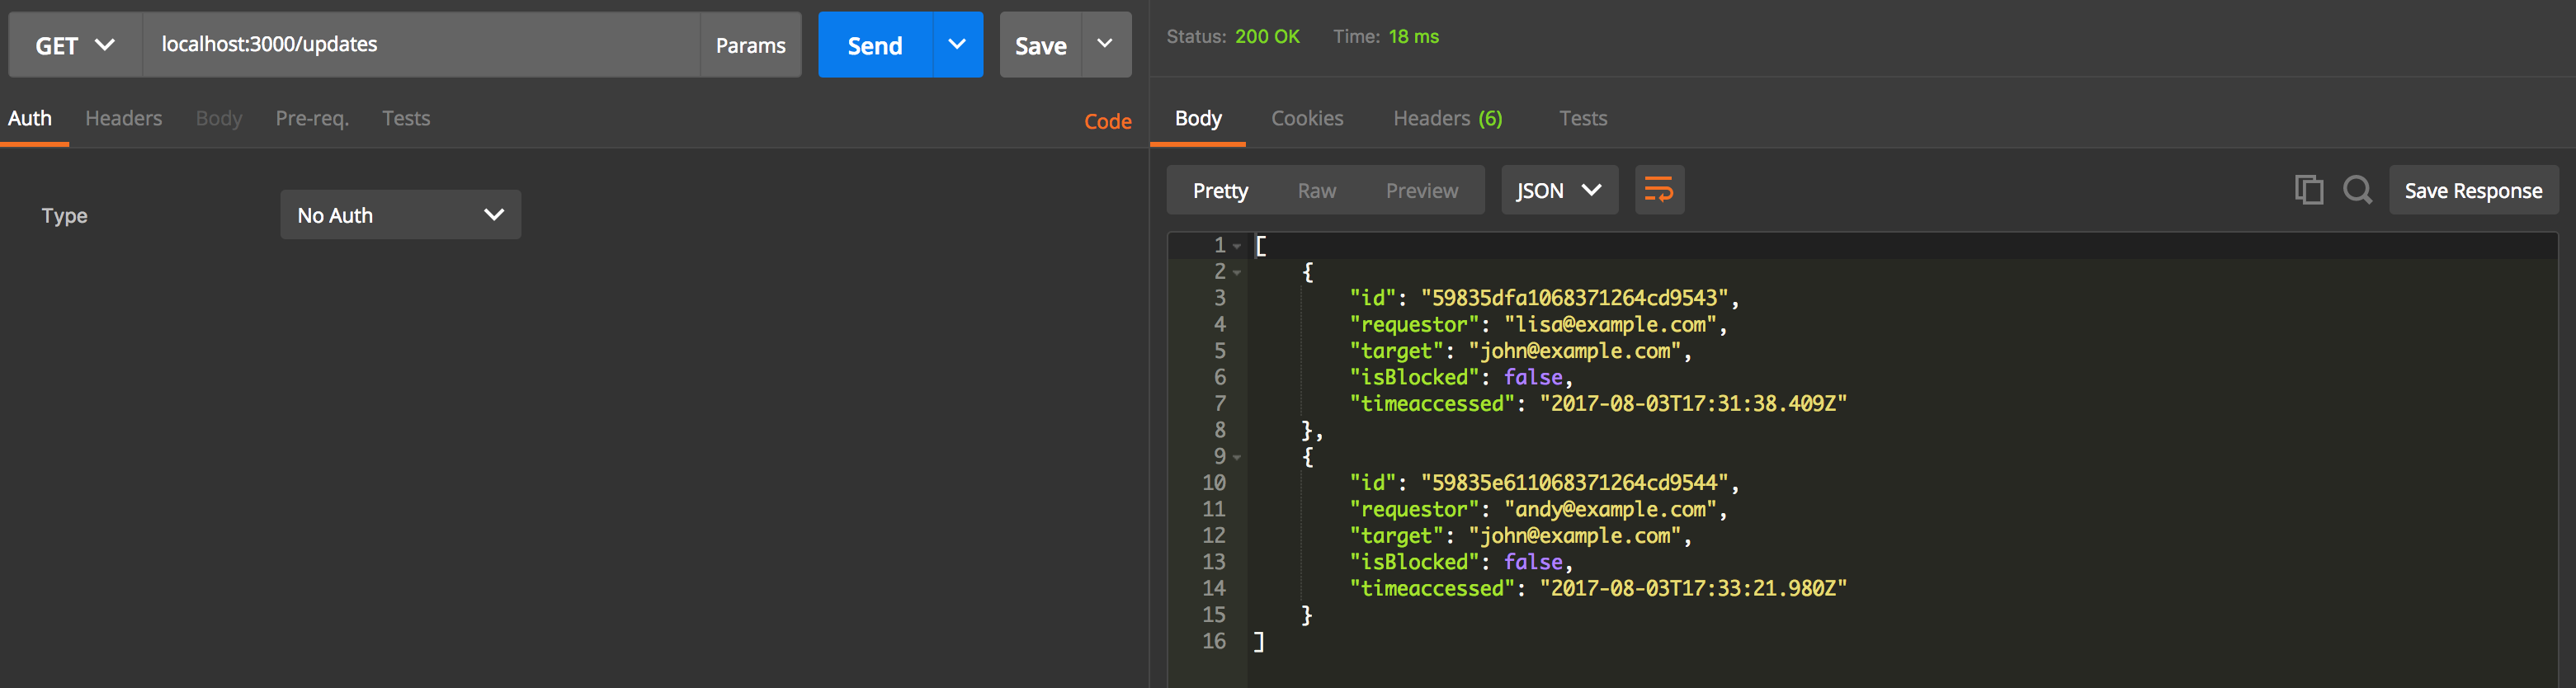 GET localhost:3000/updates Params Send Save
Auth Headers Body Pre-req. Tests Code
Type No Auth
Status: 200 OK Time: 18 ms
Body Cookies Headers (6) Tests
Pretty Raw Preview JSON Save Response
1 [
2 {
3 "id": "59835dfa1068371264cd9543",
4 "requestor": "lisa@example.com",
5 "target": "john@example.com",
6 "isBlocked": false,
7 "timeaccessed": "2017-08-03T17:31:38.409Z"
8 },
9 {
10 "id": "59835e611068371264cd9544",
11 "requestor": "andy@example.com",
12 "target": "john@example.com",
13 "isBlocked": false,
14 "timeaccessed": "2017-08-03T17:33:21.980Z"
15 }
16 ]